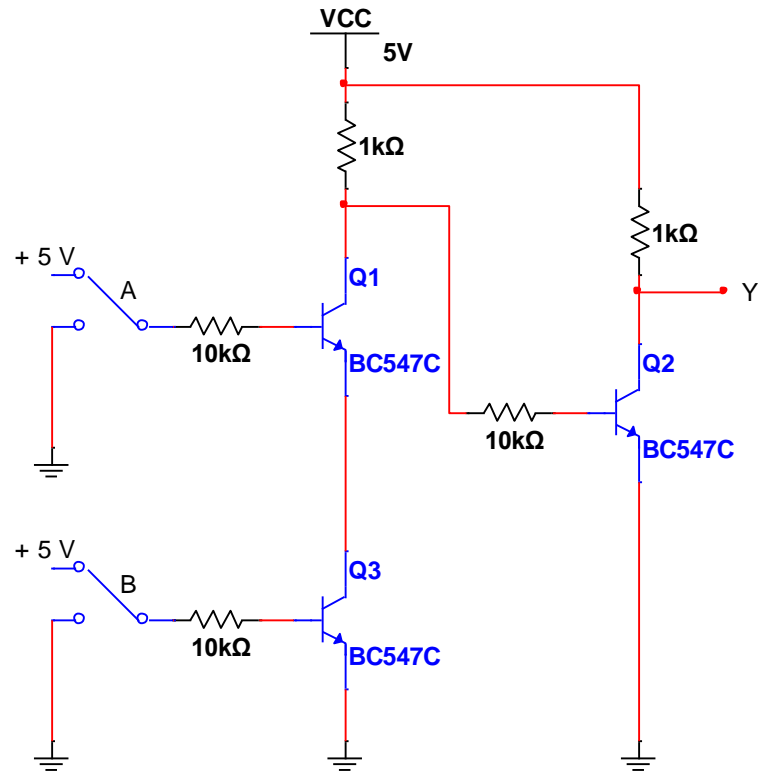 VCC
5V
1kΩ
1kΩ
+ 5 V
A
Q1
Y
10kΩ
BC547C
Q2
10kΩ
BC547C
+ 5 V
B
Q3
10kΩ
BC547C